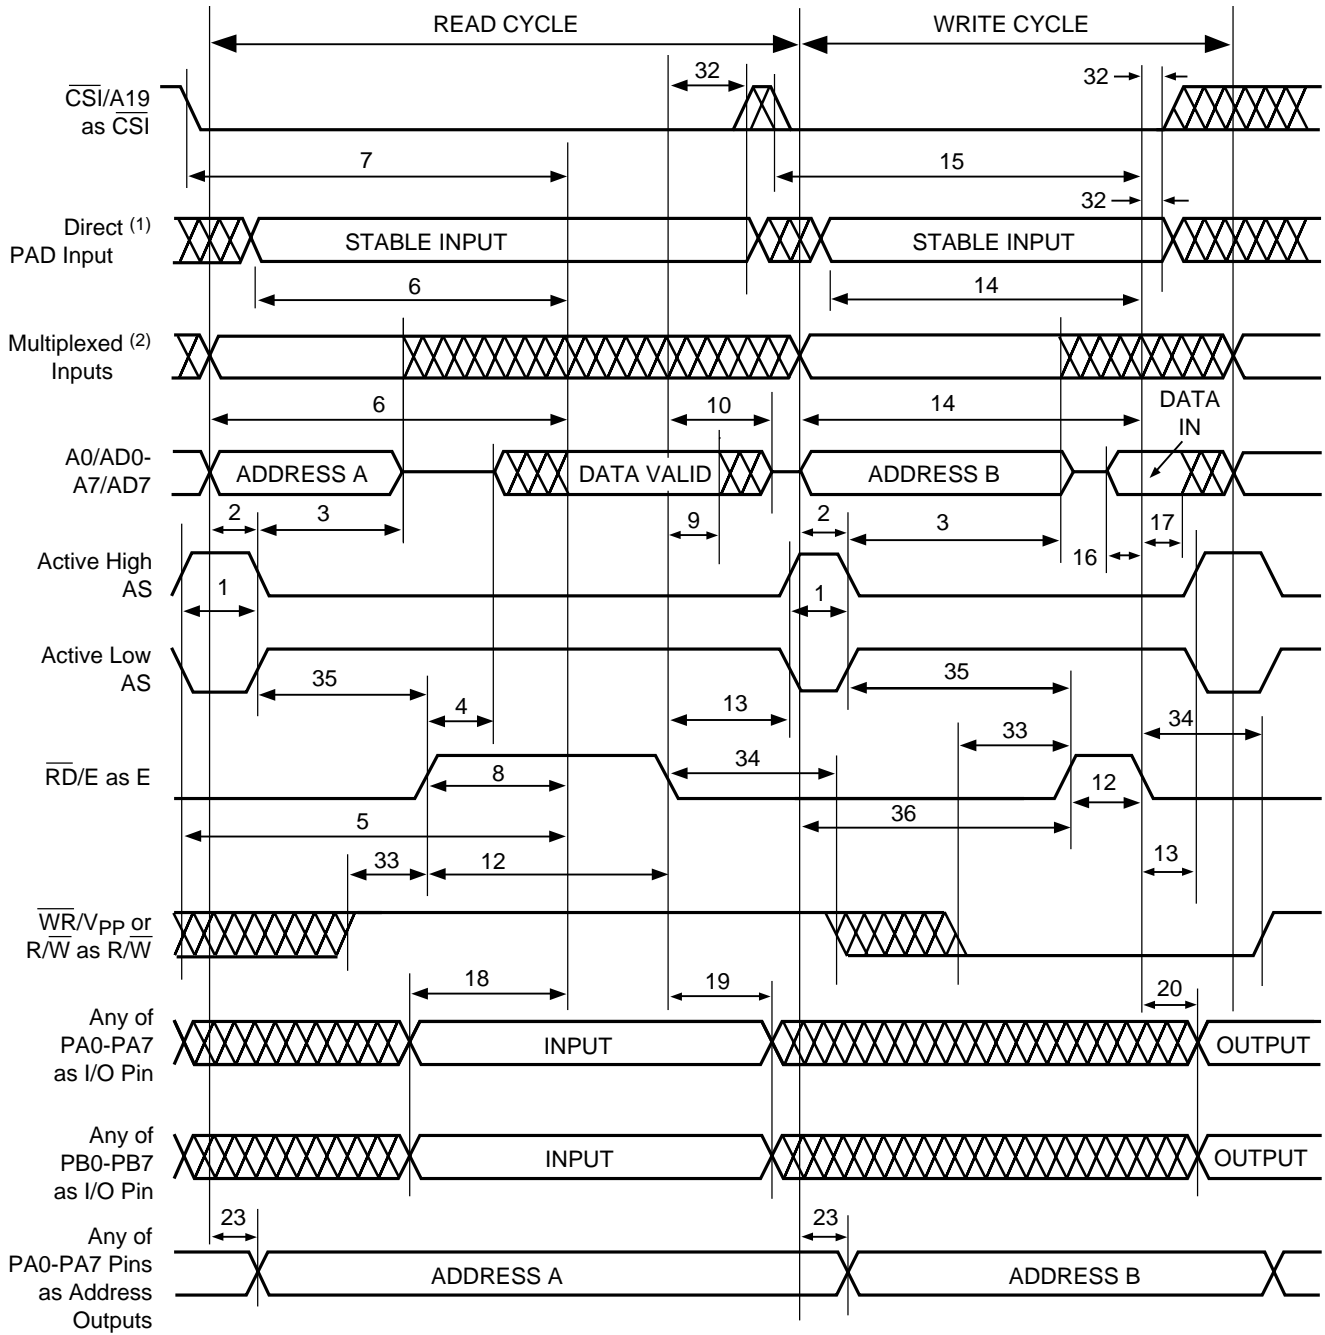 READ CYCLE
WRITE CYCLE
32
32
CSI/A19
as CSI
7
15
32
Direct (1)
PAD Input
STABLE INPUT
STABLE INPUT
6
14
Multiplexed (2)
Inputs
6
10
14
DATA
IN
A0/AD0-
A7/AD7
ADDRESS A
DATA VALID
ADDRESS B
2
3
9
2
3
17
16
Active High
AS
1
1
Active Low
AS
35
35
4
13
34
33
34
RD/E as E
8
12
5
36
33
12
13
WR/VPP or
R/W as R/W
18
19
20
Any of
PA0-PA7
as I/O Pin
INPUT
OUTPUT
Any of
PB0-PB7
as I/O Pin
INPUT
OUTPUT
23
23
Any of
PA0-PA7 Pins
as Address
Outputs
ADDRESS A
ADDRESS B